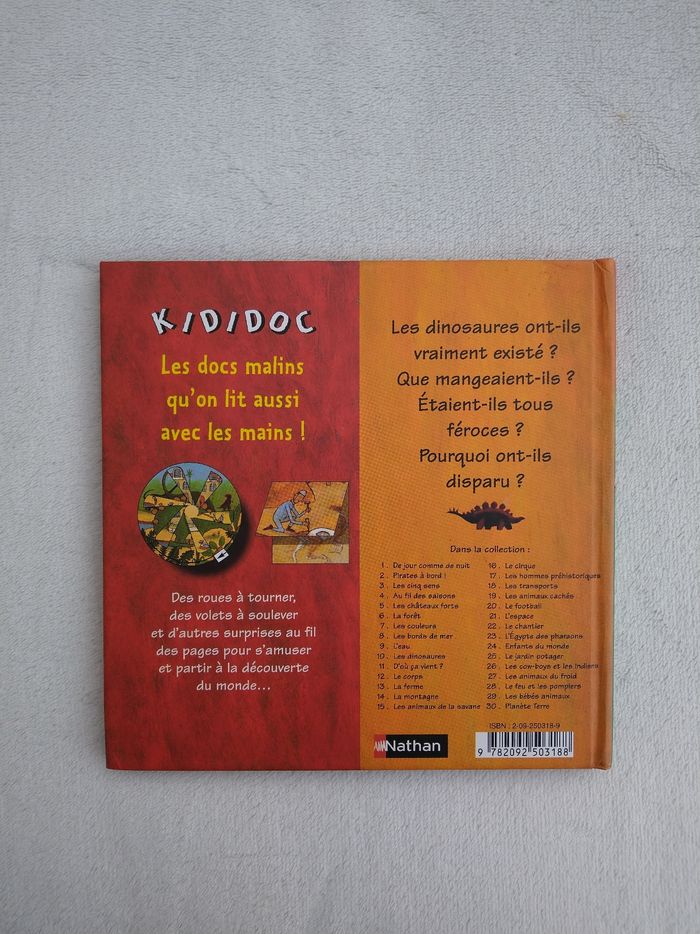 KIDIDOC
Les docs malins
qu'on lit aussi
avec les mains !
Des roues à tourner,
des volets à soulever
et d'autres surprises au fil
des pages pour s'amuser
et partir à la découverte
du monde...
Les dinosaures ont-ils
vraiment existé ?
Que mangeaient-ils ?
Étaient-ils tous
féroces ?
Pourquoi ont-ils
disparu ?
Dans la collection :
1. De jour comme de nuit
2. Pirates à bord !
3. Les cinq sens
4. Au fil des saisons
5. Les châteaux forts
6. La forêt
7. Les couleurs
8. Les bords de mer
9. L'eau
10. Les dinosaures
11. D'où ça vient ?
12. Le corps
13. La ferme
14. La montagne
15. Les animaux de la savane
16. Le cirque
17. Les hommes préhistoriques
18. Les transports
19. Les animaux cachés
20. Le football
21. L'espace
22. Le chantier
23. L'Égypte des pharaons
24. Enfants du monde
25. Le jardin potager
26. Les cow-boys et les Indiens
27. Les animaux du froid
28. Le feu et les pompiers
29. Les bébés animaux
30. Planète Terre
Nathan
ISBN : 2-09-250318-9
9 782092 503188